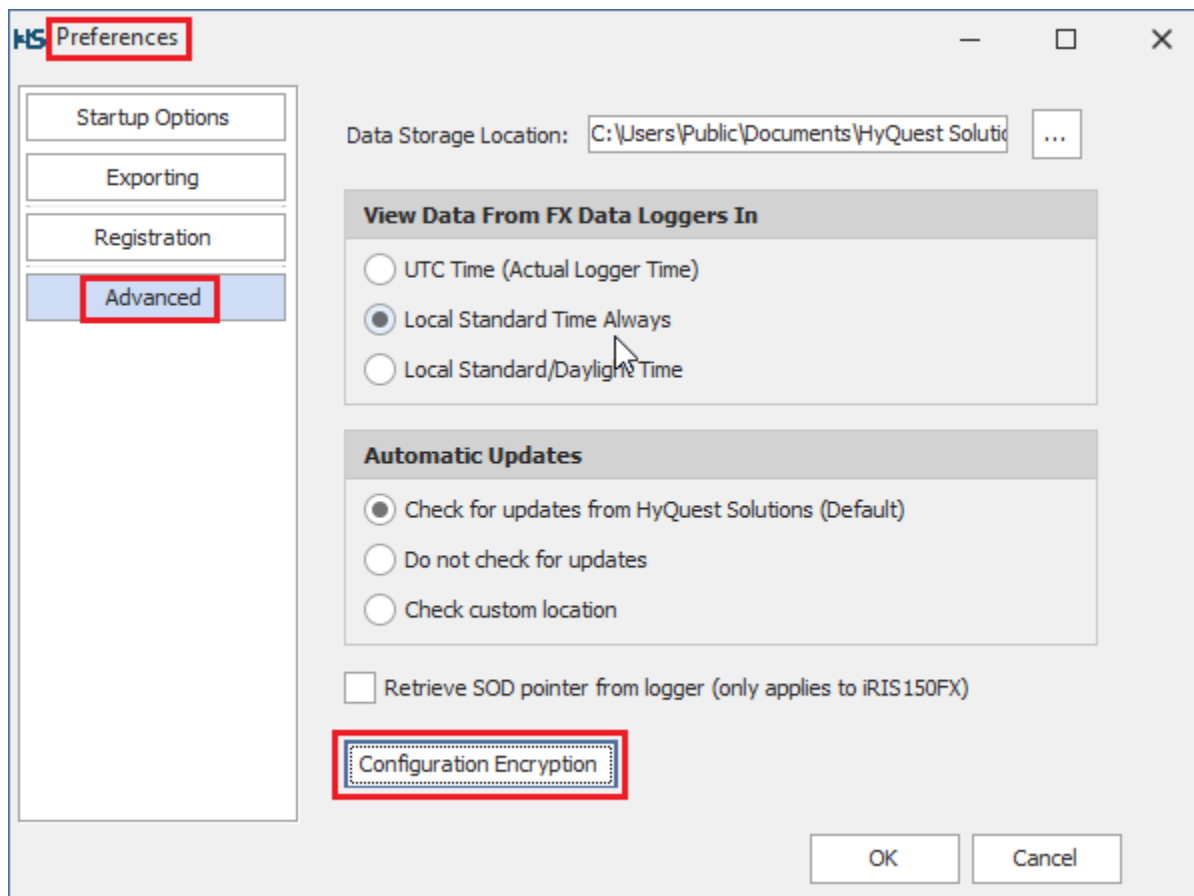 HS Preferences
Startup Options
Exporting
Registration
Advanced
Data Storage Location: C:\Users\Public\Documents\HyQuest Solutio ...
View Data From FX Data Loggers In
UTC Time (Actual Logger Time)
Local Standard Time Always
Local Standard/Daylight Time
Automatic Updates
Check for updates from HyQuest Solutions (Default)
Do not check for updates
Check custom location
Retrieve SOD pointer from logger (only applies to iRIS150FX)
Configuration Encryption
OK Cancel